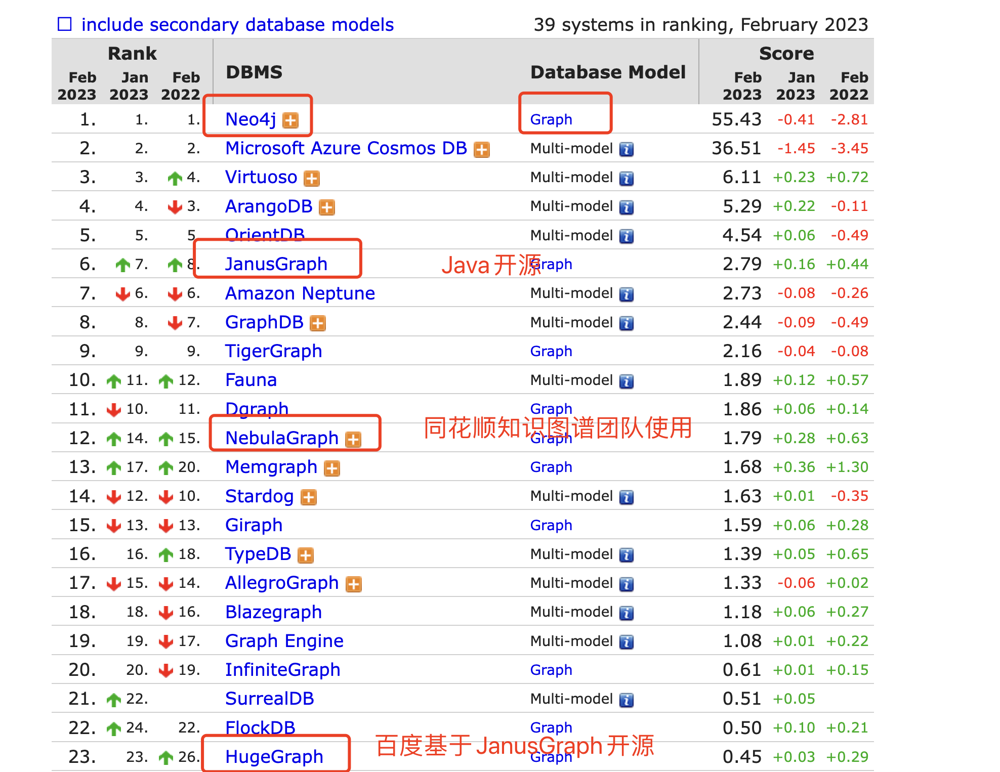 include secondary database models 39 systems in ranking, February 2023
Rank Score
DBMS Database Model
Feb Jan Feb Feb Jan Feb
2023 2023 2022 2023 2023 2022
1. 1. 1. Neo4j Graph 55.43 -0.41 -2.81
2. 2. 2. Microsoft Azure Cosmos DB Multi-model 36.51 -1.45 -3.45
3. 3. 4. Virtuoso Multi-model 6.11 +0.23 +0.72
4. 4. 3. ArangoDB Multi-model 5.29 +0.22 -0.11
5. 5. 5. OrientDB Multi-model 4.54 +0.06 -0.49
6. 7. 8. JanusGraph Java开源 Graph 2.79 +0.16 +0.44
7. 6. 6. Amazon Neptune Multi-model 2.73 -0.08 -0.26
8. 8. 7. GraphDB Multi-model 2.44 -0.09 -0.49
9. 9. 9. TigerGraph Graph 2.16 -0.04 -0.08
10. 11. 12. Fauna Multi-model 1.89 +0.12 +0.57
11. 10. 11. Dgraph Graph 1.86 +0.06 +0.14
同花顺知识图谱团队使用
12. 14. 15. NebulaGraph Graph 1.79 +0.28 +0.63
13. 17. 20. Memgraph Graph 1.68 +0.36 +1.30
14. 12. 10. Stardog Multi-model 1.63 +0.01 -0.35
15. 13. 13. Giraph Graph 1.59 +0.06 +0.28
16. 16. 18. TypeDB Multi-model 1.39 +0.05 +0.65
17. 15. 14. AllegroGraph Multi-model 1.33 -0.06 +0.02
18. 18. 16. Blazegraph Multi-model 1.18 +0.06 +0.27
19. 19. 17. Graph Engine Multi-model 1.08 +0.01 +0.22
20. 20. 19. InfiniteGraph Graph 0.61 +0.01 +0.15
21. 22. SurrealDB Multi-model 0.51 +0.05
22. 24. 22. FlockDB Graph 0.50 +0.10 +0.21
百度基于JanusGraph开源
23. 23. 26. HugeGraph Graph 0.45 +0.03 +0.29